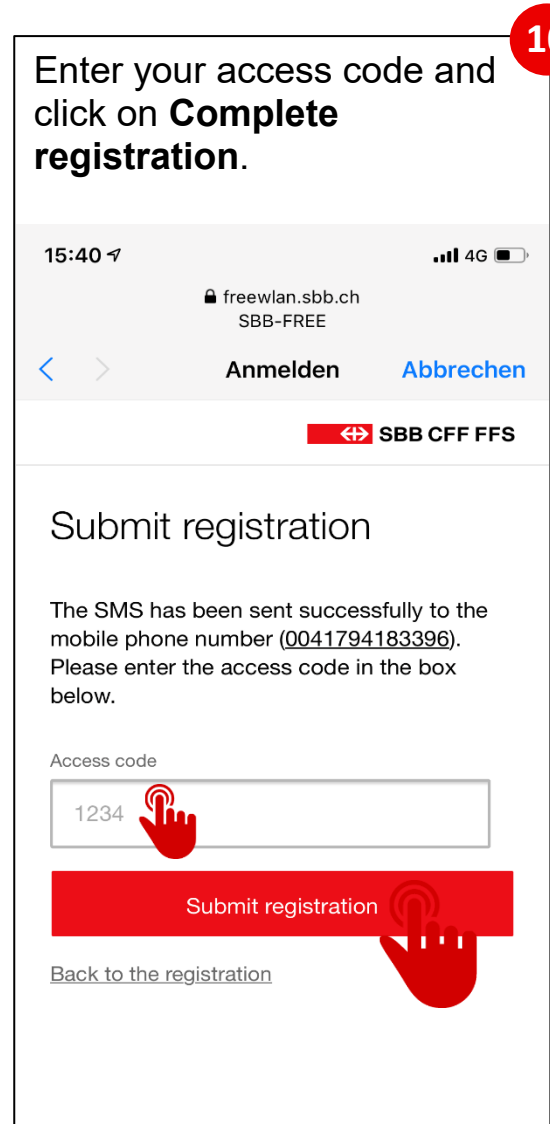 10
Enter your access code and
click on Complete
registration.
15:40
4G
freewlan.sbb.ch
SBB-FREE
< > Anmelden Abbrechen
SBB CFF FFS
Submit registration
The SMS has been sent successfully to the
mobile phone number (0041794183396).
Please enter the access code in the box
below.
Access code
1234
Submit registration
Back to the registration